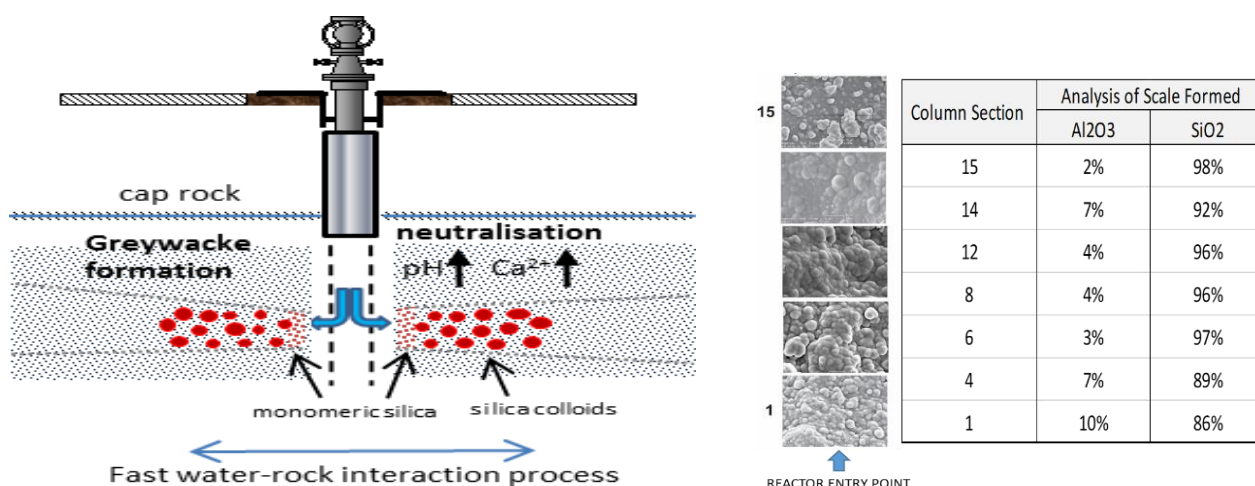 cap rock
Greywacke
formation
neutralisation
pH Ca²⁺
monomeric silica
silica colloids
Fast water-rock interaction process
15
1
REACTOR ENTRY POINT
Column Section
Analysis of Scale Formed
Al2O3 SiO2
15 2% 98%
14 7% 92%
12 4% 96%
8 4% 96%
6 3% 97%
4 7% 89%
1 10% 86%